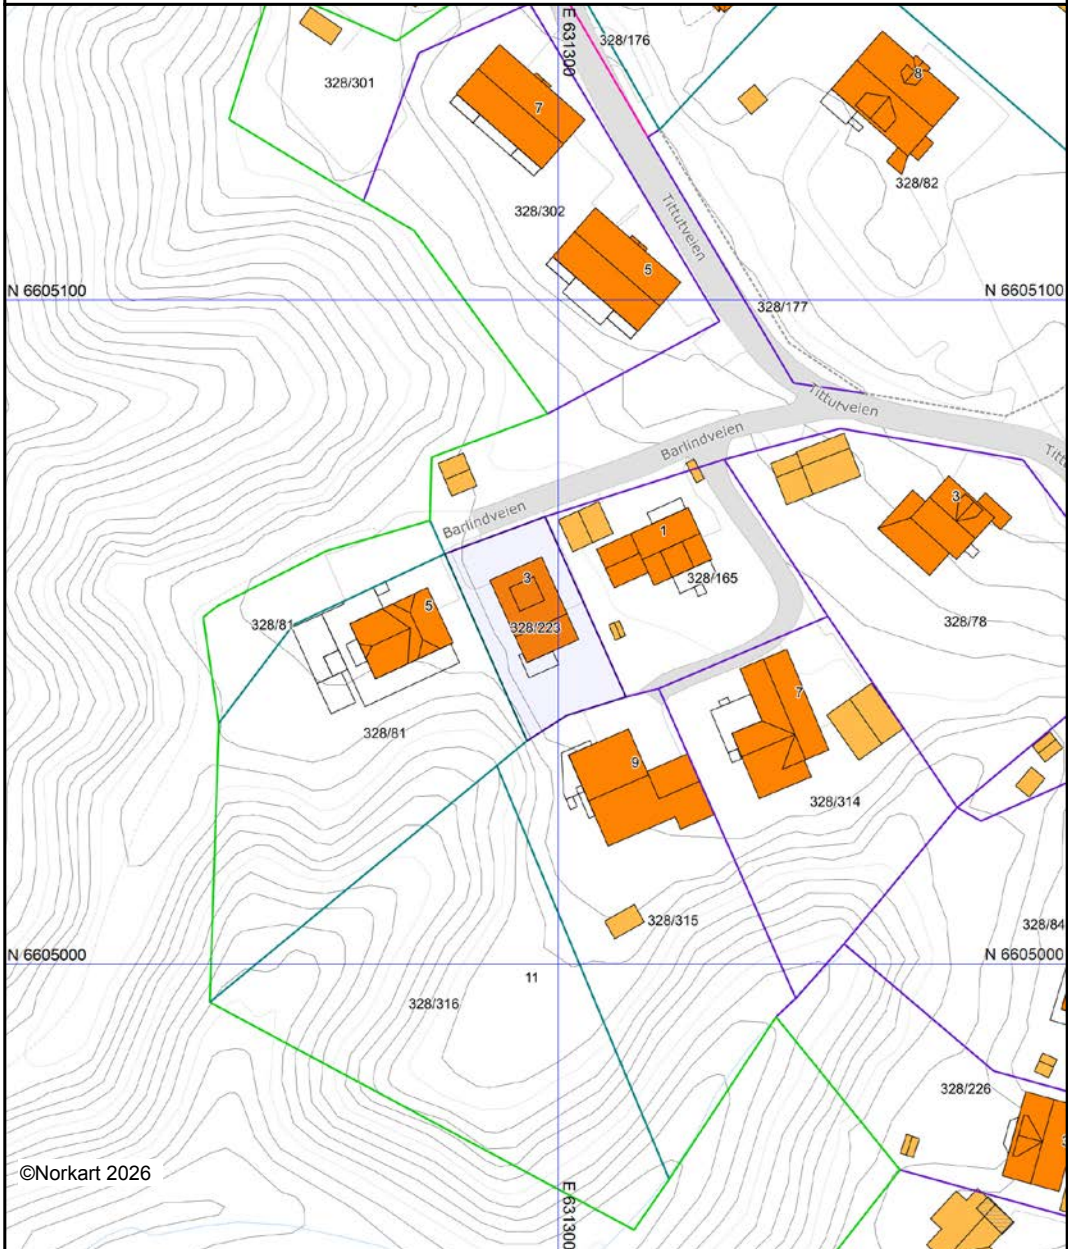 E 631300
328/176
328/301
7
8
328/82
328/302
Tittutveien
5
N 6605100
N 6605100
328/177
Tittutveien
Barlindveien
Barlindveien
3
1
3
328/165
5
328/81
328/223
328/78
328/81
7
9
328/314
328/315
328/84
N 6605000
N 6605000
11
328/316
328/226
©Norkart 2026
E 631300